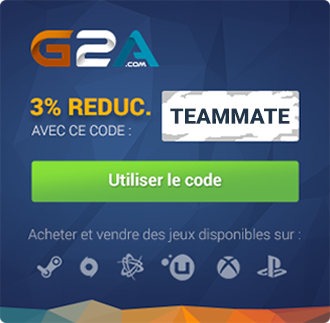 G2A
.COM
3% REDUC.
AVEC CE CODE :
TEAMMATE
Utiliser le code
Acheter et vendre des jeux disponibles sur :